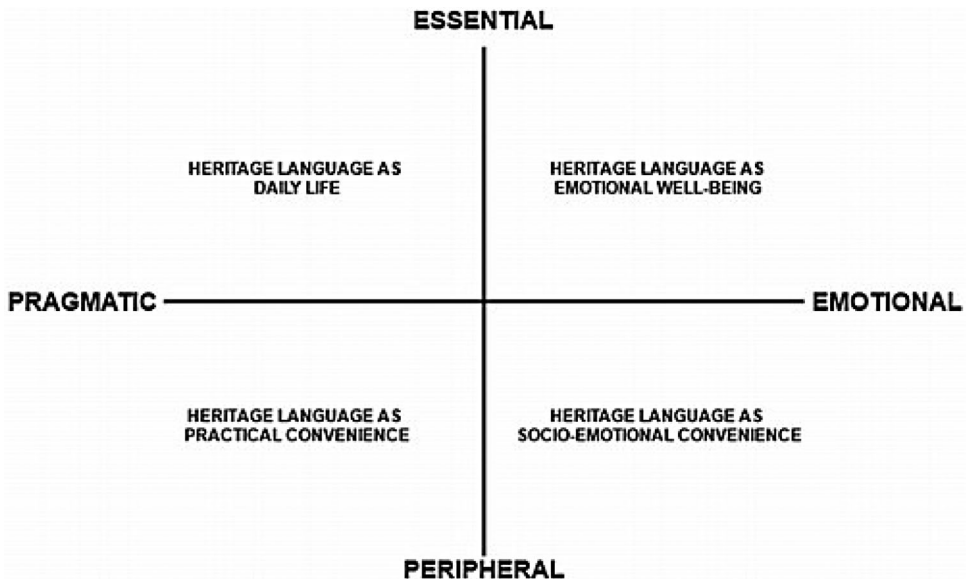 ESSENTIAL
HERITAGE LANGUAGE AS
DAILY LIFE
HERITAGE LANGUAGE AS
EMOTIONAL WELL-BEING
PRAGMATIC
EMOTIONAL
HERITAGE LANGUAGE AS
PRACTICAL CONVENIENCE
HERITAGE LANGUAGE AS
SOCIO-EMOTIONAL CONVENIENCE
PERIPHERAL